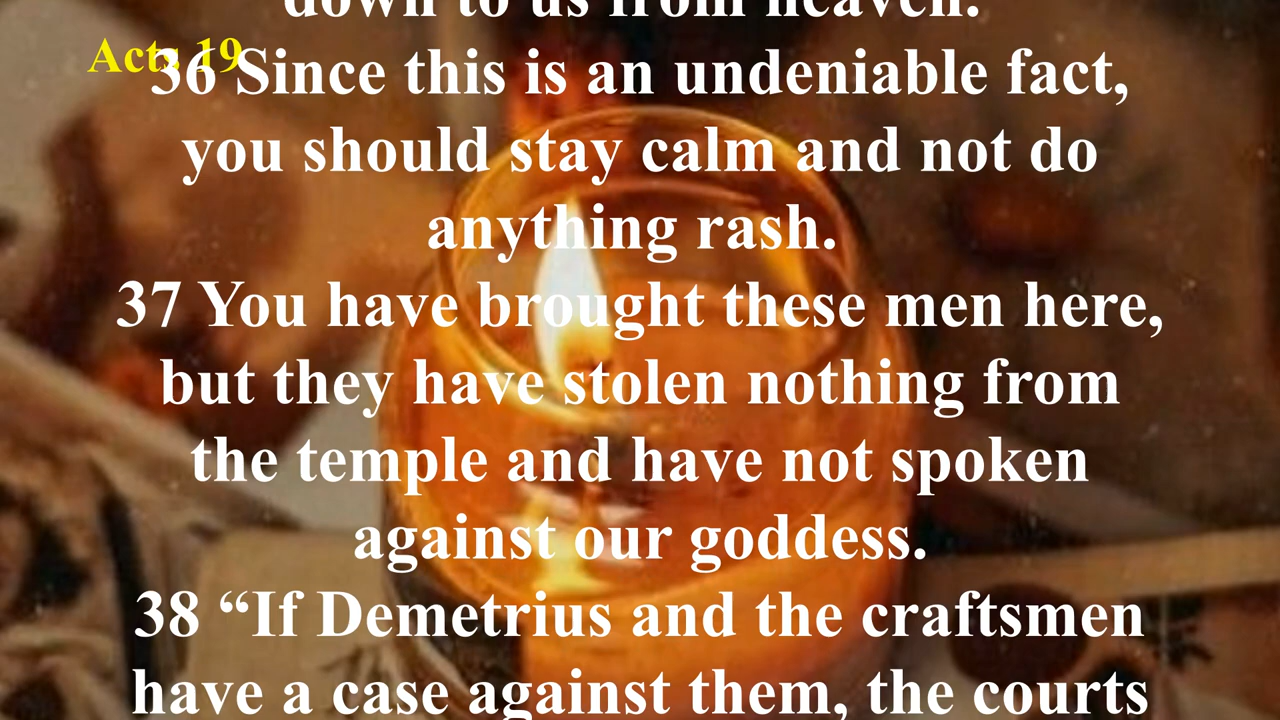 down to us from heaven.
Acts 19
36 Since this is an undeniable fact,
you should stay calm and not do
anything rash.
37 You have brought these men here,
but they have stolen nothing from
the temple and have not spoken
against our goddess.
38 “If Demetrius and the craftsmen
have a case against them, the courts